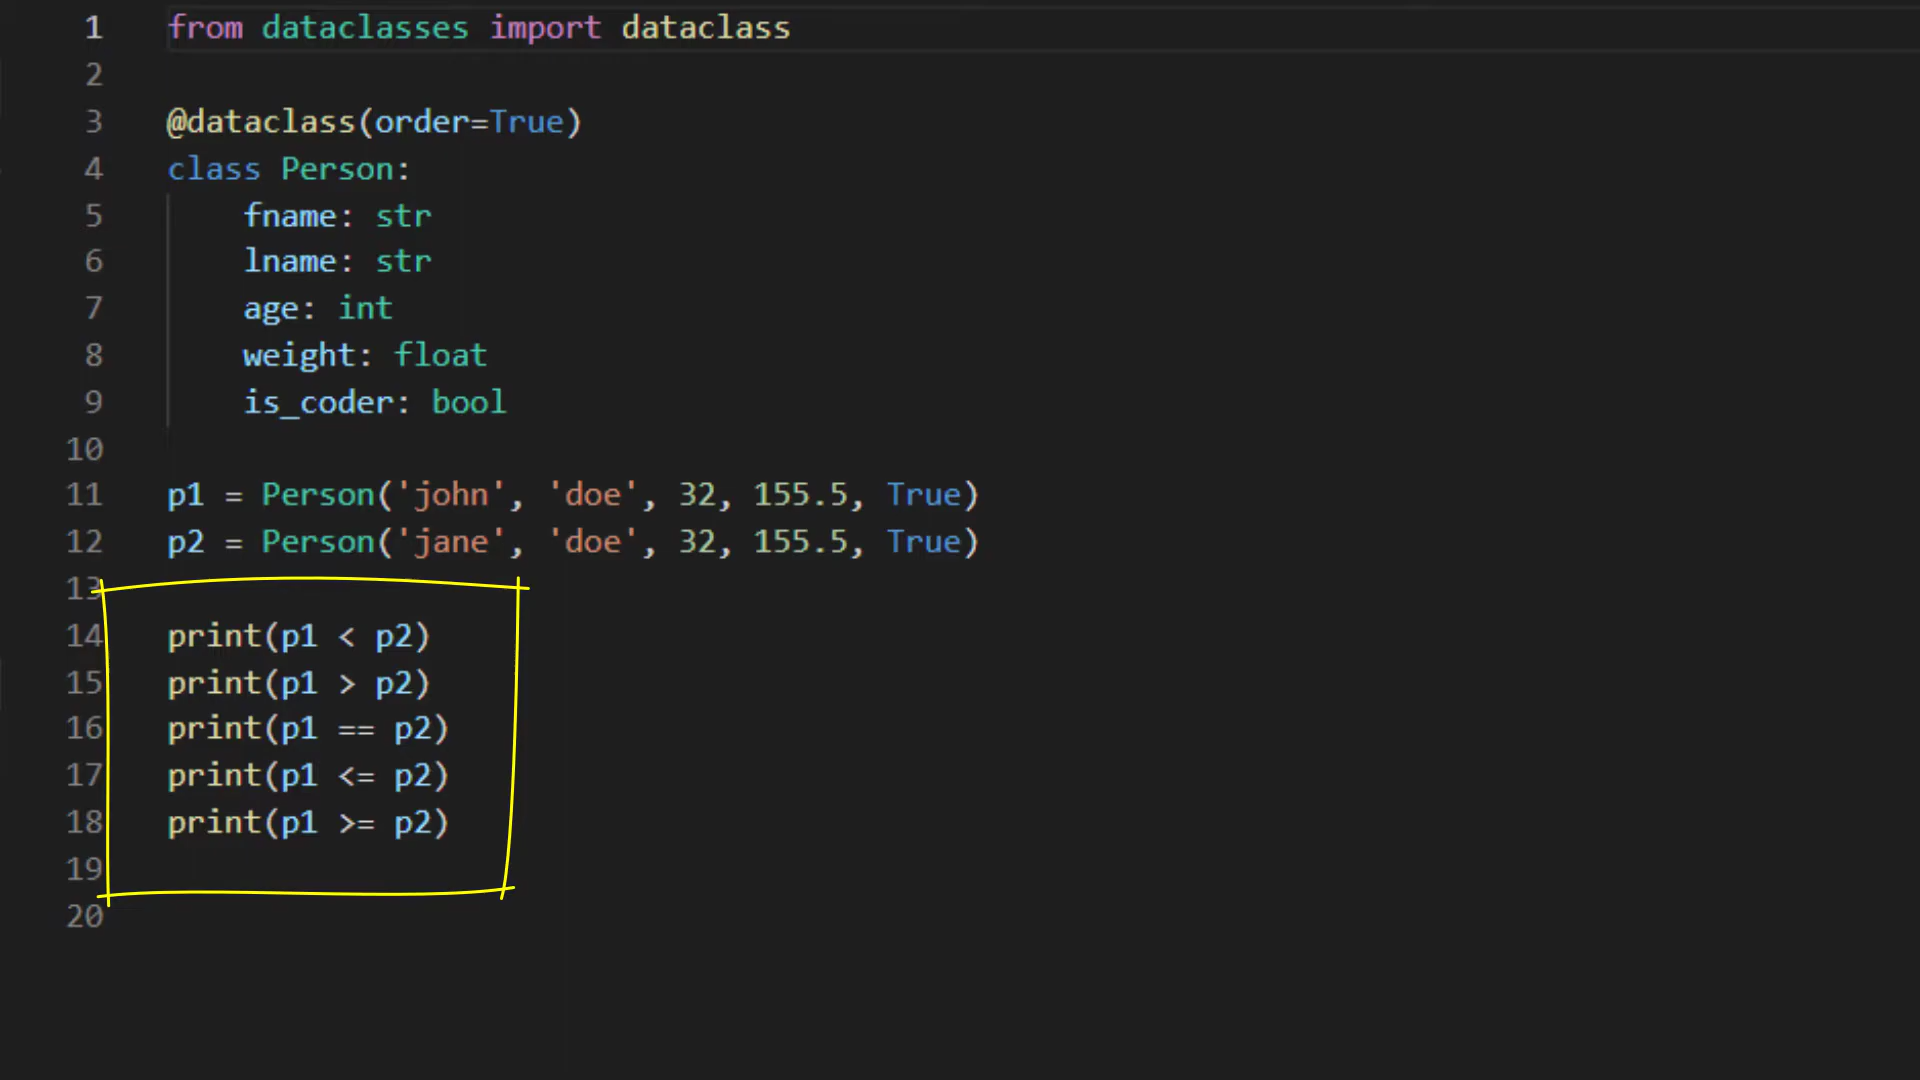 1 from dataclasses import dataclass
2
3 @dataclass(order=True)
4 class Person:
5     fname: str
6     lname: str
7     age: int
8     weight: float
9     is_coder: bool
10
11 p1 = Person('john', 'doe', 32, 155.5, True)
12 p2 = Person('jane', 'doe', 32, 155.5, True)
13
14 print(p1 < p2)
15 print(p1 > p2)
16 print(p1 == p2)
17 print(p1 <= p2)
18 print(p1 >= p2)
19
20